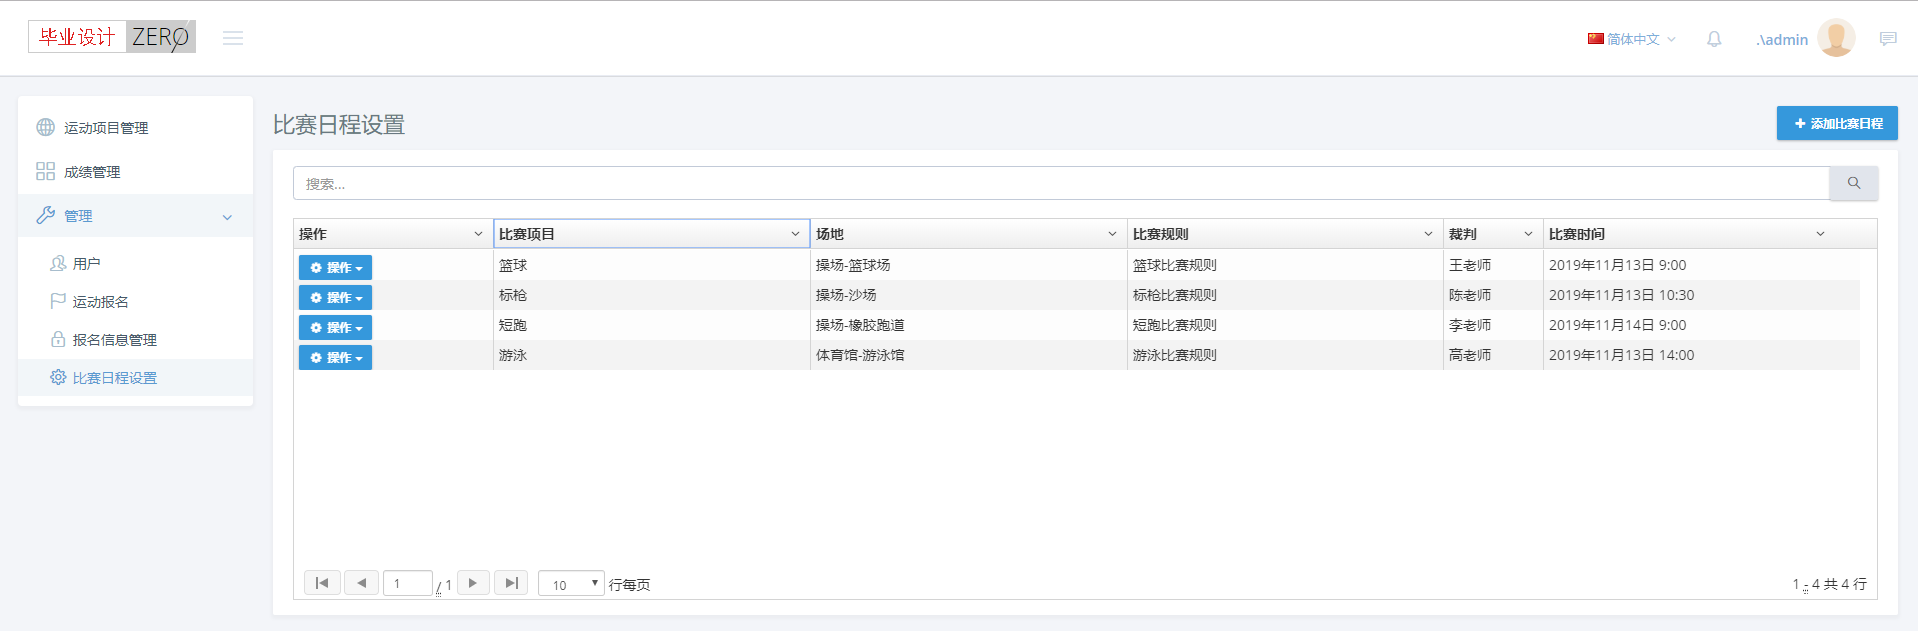 毕业设计 ZERØ
简体中文
.\admin
运动项目管理
成绩管理
管理
用户
运动报名
报名信息管理
比赛日程设置
比赛日程设置
添加比赛日程
搜索...
操作 比赛项目 场地 比赛规则 裁判 比赛时间
操作 篮球 操场-篮球场 篮球比赛规则 王老师 2019年11月13日 9:00
操作 标枪 操场-沙场 标枪比赛规则 陈老师 2019年11月13日 10:30
操作 短跑 操场-橡胶跑道 短跑比赛规则 李老师 2019年11月14日 9:00
操作 游泳 体育馆-游泳馆 游泳比赛规则 高老师 2019年11月13日 14:00
1 / 1 10 行每页 1 - 4 共 4 行